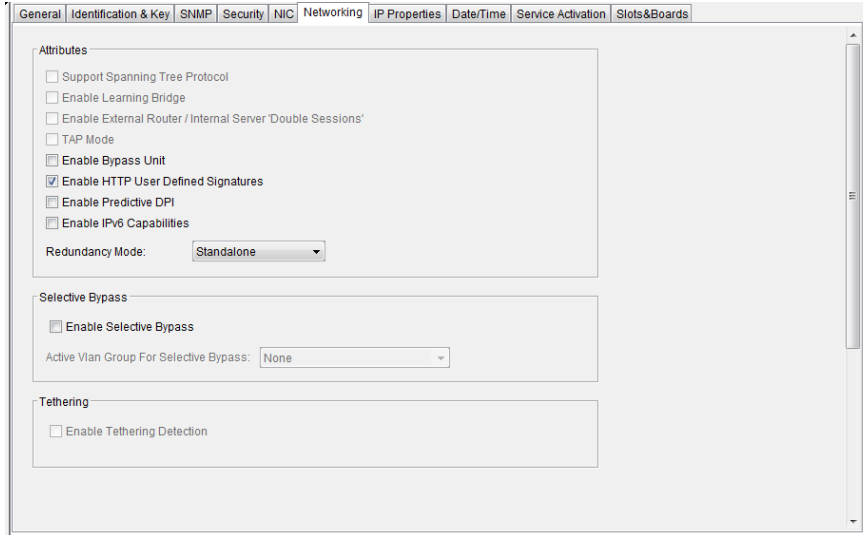 General Identification & Key SNMP Security NIC Networking IP Properties Date/Time Service Activation Slots&Boards
Attributes
Support Spanning Tree Protocol
Enable Learning Bridge
Enable External Router / Internal Server 'Double Sessions'
TAP Mode
Enable Bypass Unit
Enable HTTP User Defined Signatures
Enable Predictive DPI
Enable IPv6 Capabilities
Redundancy Mode: Standalone
Selective Bypass
Enable Selective Bypass
Active Vlan Group For Selective Bypass: None
Tethering
Enable Tethering Detection